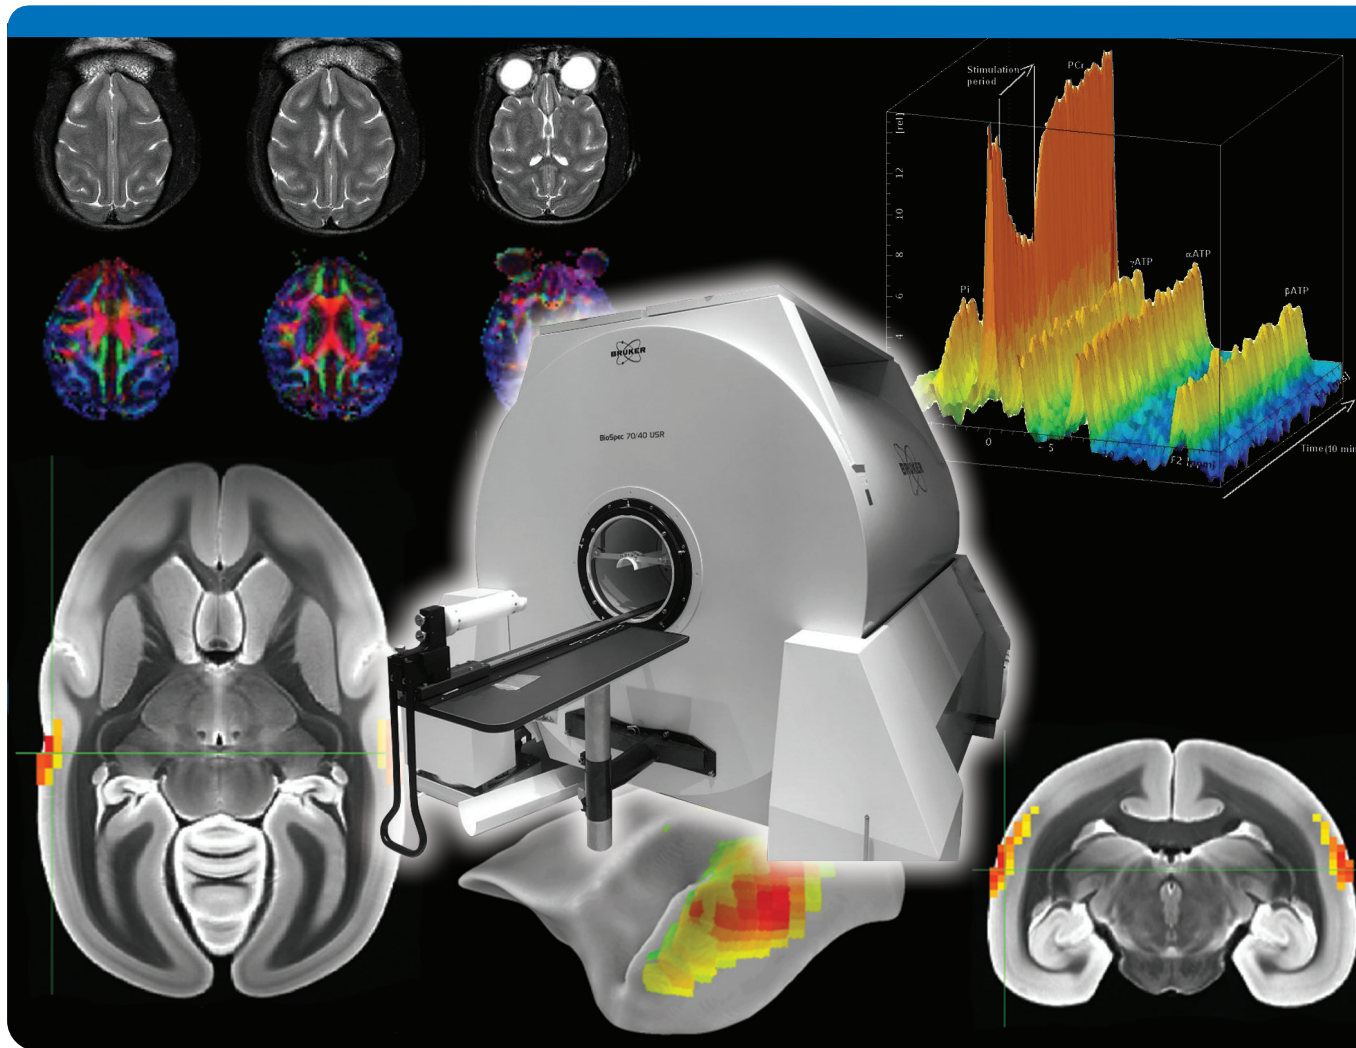 Stimulation
period
PCr
γATP
αATP
βATP
Pi
[rel]
12
10
8
6
4
0
- 5
F2
Time (10 min
BRUKER
BioSpec 70/40 USR
BRUKER